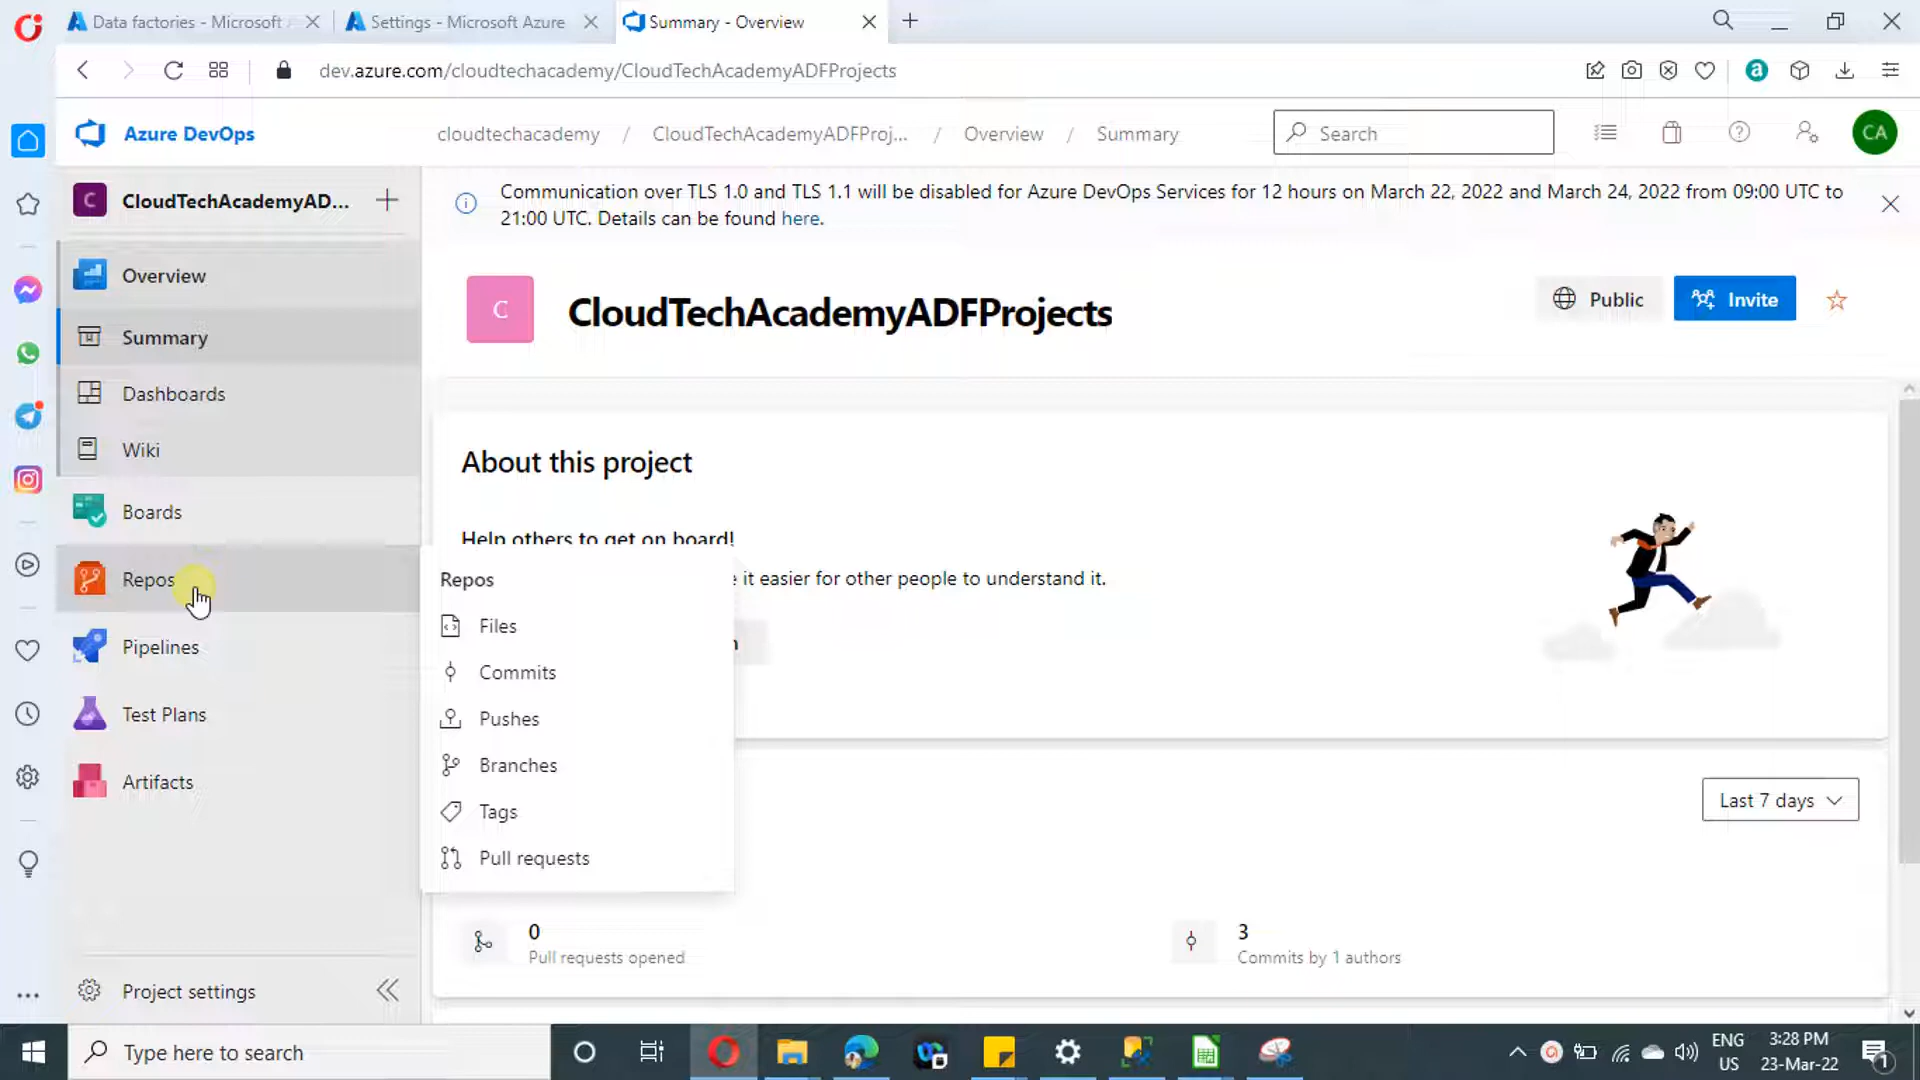 Data factories - Microsoft
Settings - Microsoft Azure
Summary - Overview
dev.azure.com/cloudtechacademy/CloudTechAcademyADFProjects
Azure DevOps
cloudtechacademy / CloudTechAcademyADFProj... / Overview / Summary
Search
CA
C
CloudTechAcademyAD...
Communication over TLS 1.0 and TLS 1.1 will be disabled for Azure DevOps Services for 12 hours on March 22, 2022 and March 24, 2022 from 09:00 UTC to
21:00 UTC. Details can be found here.
Overview
Summary
Dashboards
Wiki
Boards
Repos
Pipelines
Test Plans
Artifacts
Project settings
C
CloudTechAcademyADFProjects
Public
Invite
About this project
Help others to get on board!
it easier for other people to understand it.
Repos
Files
Commits
Pushes
Branches
Tags
Pull requests
Last 7 days
0
Pull requests opened
3
Commits by 1 authors
Type here to search
ENG
US
3:28 PM
23-Mar-22
1